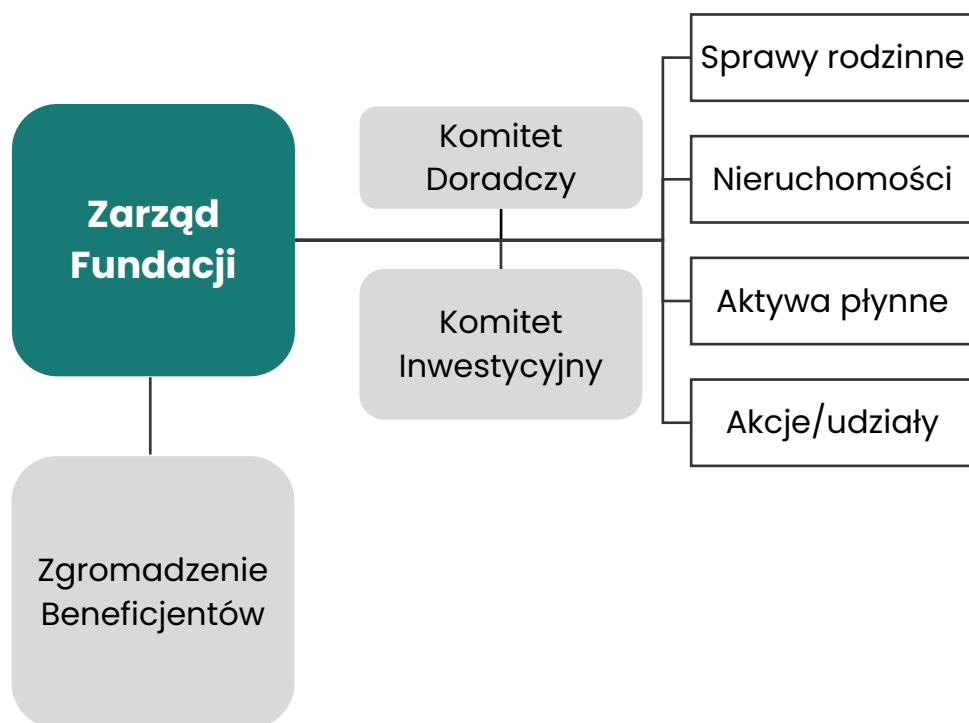 Zarząd
Fundacji
Zgromadzenie
Beneficjentów
Komitet
Doradczy
Komitet
Inwestycyjny
Sprawy rodzinne
Nieruchomości
Aktywa płynne
Akcje/udziały